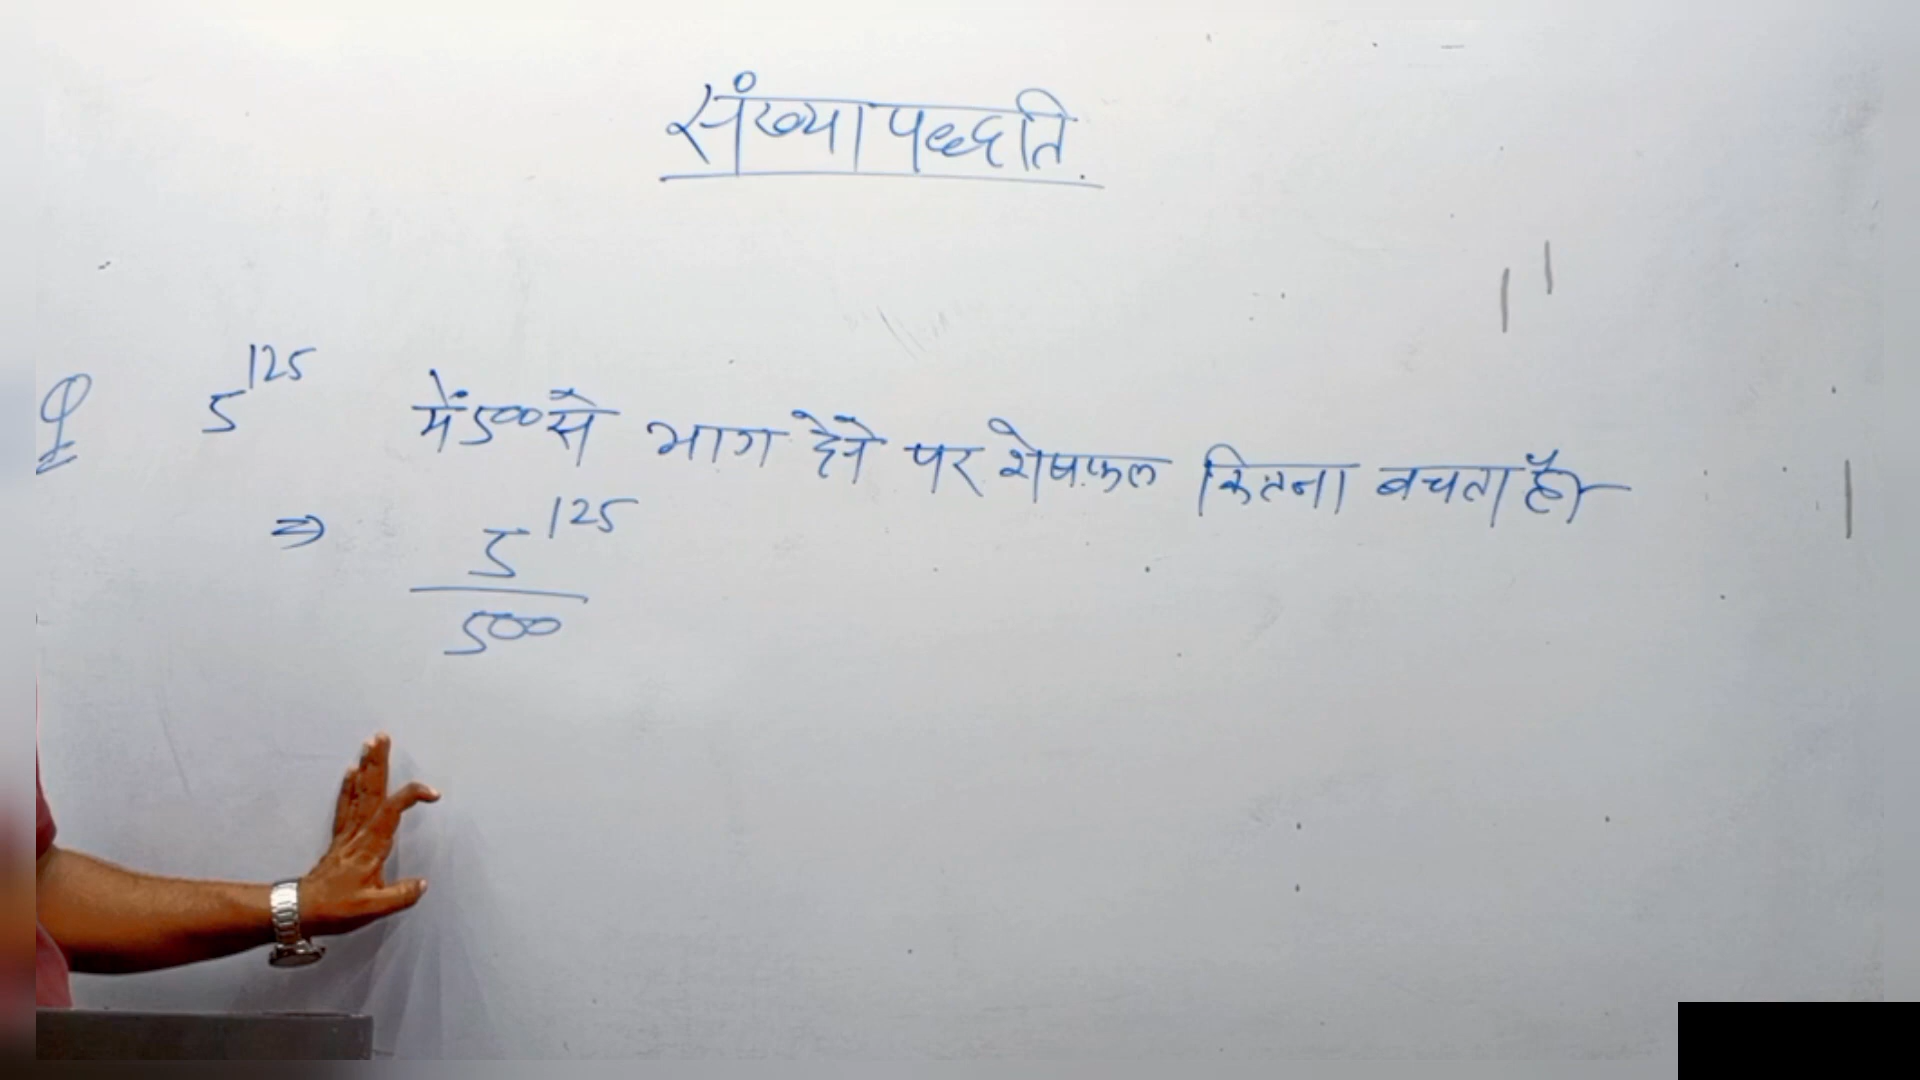 संख्या पद्धति
Q 5^125 में 500 से भाग देने पर शेषफल कितना बचता है
⇒ 5^125
500